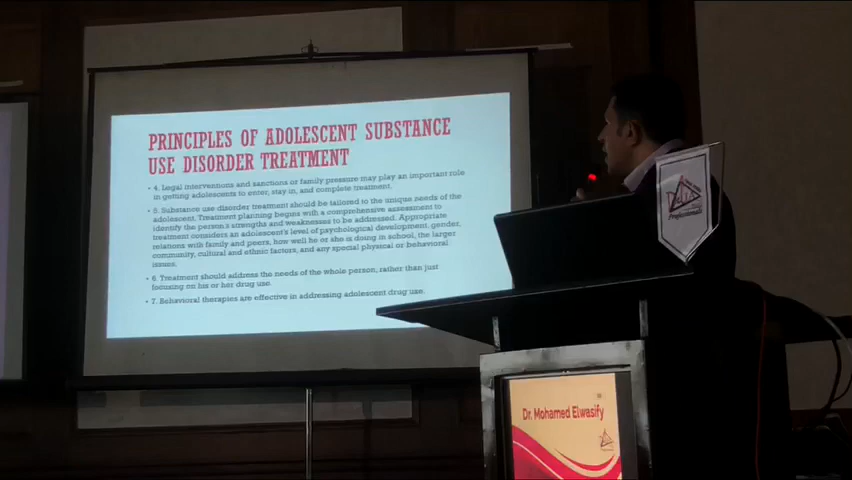 PRINCIPLES OF ADOLESCENT SUBSTANCE
USE DISORDER TREATMENT
• 4. Legal interventions and sanctions or family pressure may play an important role
in getting adolescents to enter, stay in, and complete treatment.
• 5. Substance use disorder treatment should be tailored to the unique needs of the
adolescent. Treatment planning begins with a comprehensive assessment to
identify the person's strengths and weaknesses to be addressed. Appropriate
treatment considers an adolescent's level of psychological development, gender,
relations with family and peers, how well he or she is doing in school, the larger
community, cultural and ethnic factors, and any special physical or behavioral
issues.
• 6. Treatment should address the needs of the whole person, rather than just
focusing on his or her drug use.
• 7. Behavioral therapies are effective in addressing adolescent drug use.
Professionals
Dr. Mohamed Elwasify